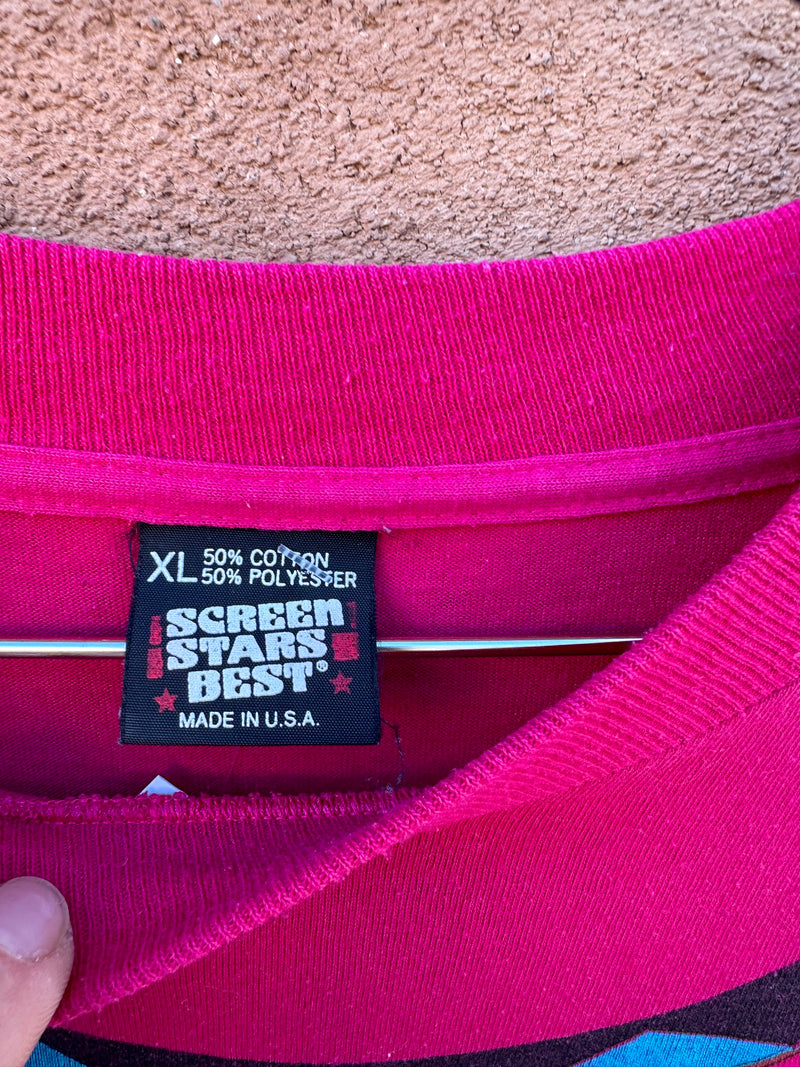 XL 50% COTTON
50% POLYESTER
SCREEN
STARS
BEST®
MADE IN U.S.A.